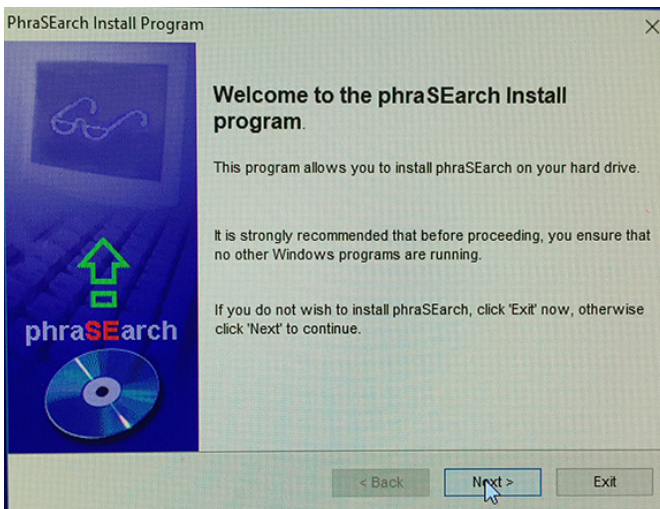 PhraSEarch Install Program
Welcome to the phraSEarch Install
program.
This program allows you to install phraSEarch on your hard drive.
It is strongly recommended that before proceeding, you ensure that
no other Windows programs are running.
If you do not wish to install phraSEarch, click 'Exit' now, otherwise
click 'Next' to continue.
phraSEarch
< Back Next > Exit